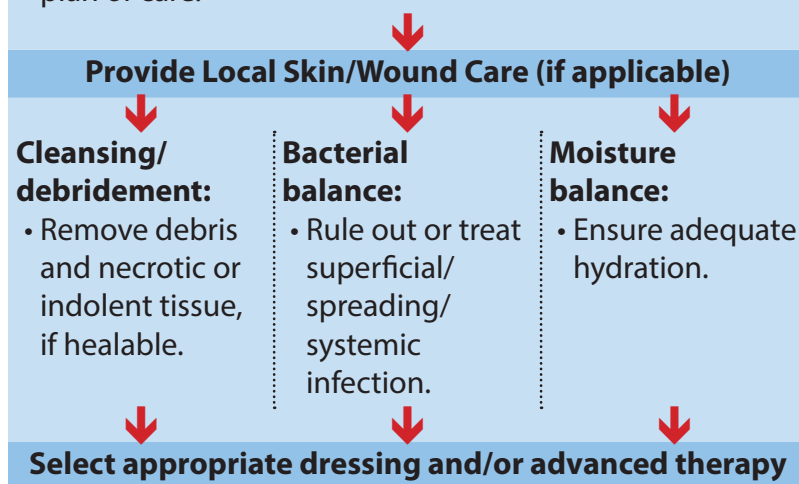 Provide Local Skin/Wound Care (if applicable)
Cleansing/
debridement:
• Remove debris
and necrotic or
indolent tissue,
if healable.
Bacterial
balance:
• Rule out or treat
superficial/
spreading/
systemic
infection.
Moisture
balance:
• Ensure adequate
hydration.
Select appropriate dressing and/or advanced therapy